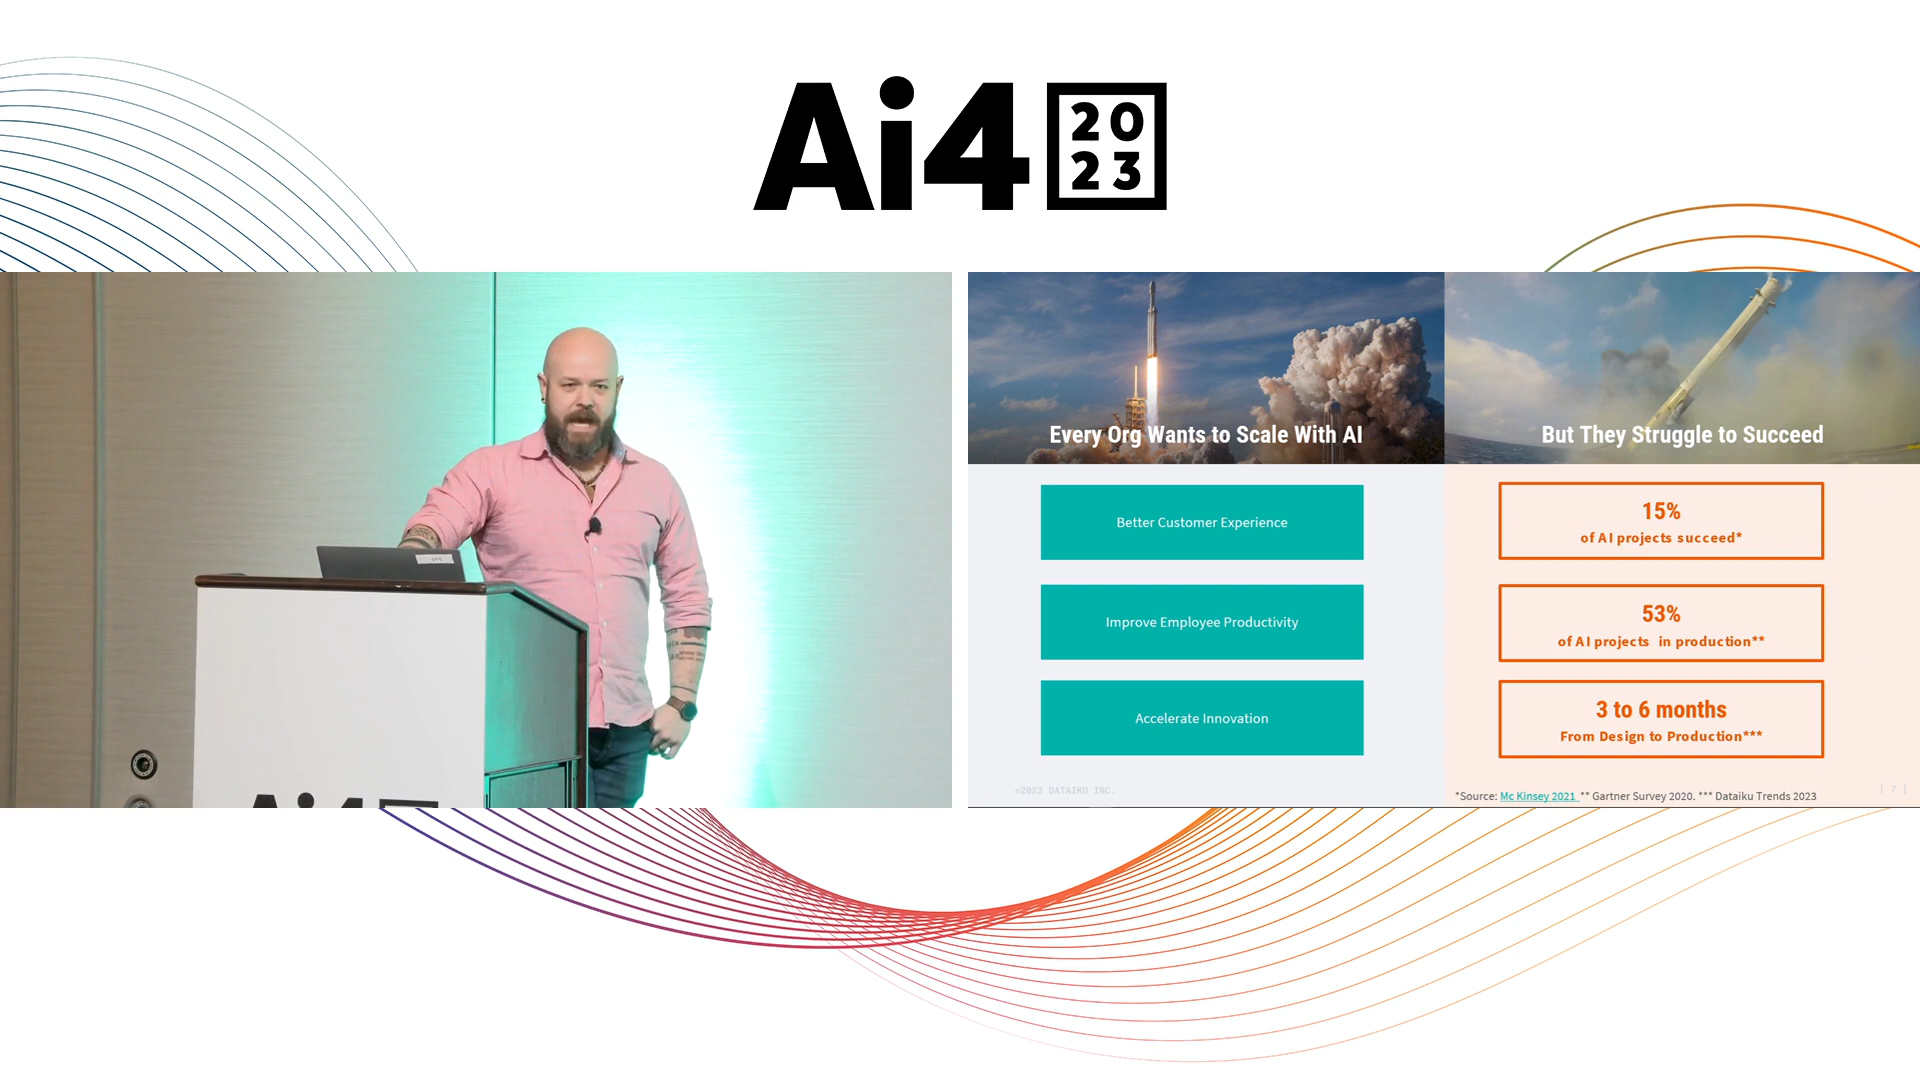 Ai4
20
23
Every Org Wants to Scale With AI
But They Struggle to Succeed
Better Customer Experience
Improve Employee Productivity
Accelerate Innovation
15%
of AI projects succeed*
53%
of AI projects in production**
3 to 6 months
From Design to Production***
©2023 DATAIKU INC.
*Source: Mc Kinsey 2021 ** Gartner Survey 2020. *** Dataiku Trends 2023
| 7 |
Ai4